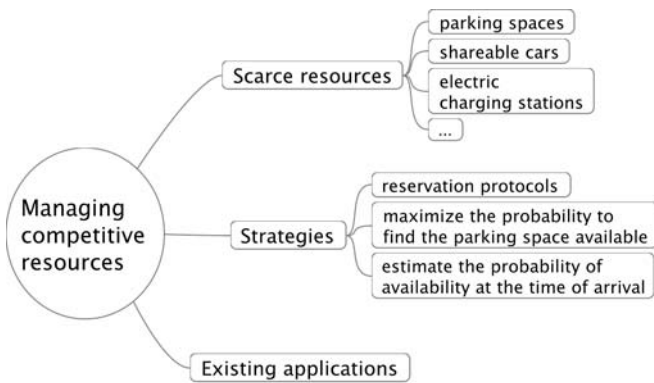 Managing
competitive
resources
Scarce resources
parking spaces
shareable cars
electric
charging stations
...
Strategies
reservation protocols
maximize the probability to
find the parking space available
estimate the probability of
availability at the time of arrival
Existing applications